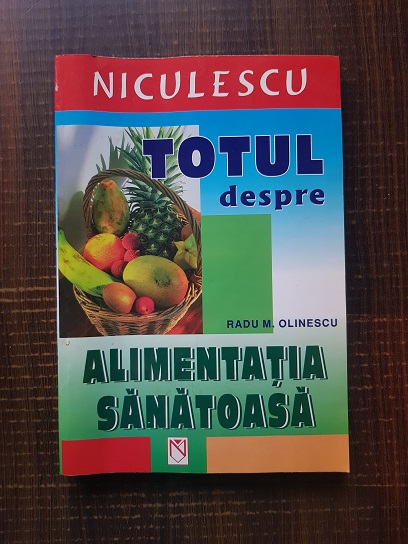 NICULESCU
TOTUL
despre
RADU M. OLINESCU
ALIMENTAȚIA
SĂNĂTOASĂ